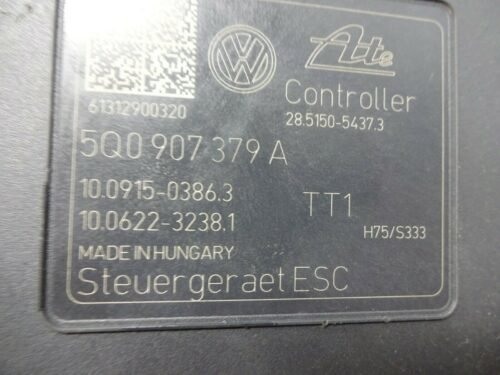 Ate
Controller
61312900320
28.5150-5437.3
5Q0 907 379 A
10.0915-0386.3
TT1
10.0622-3238.1
H75/S333
MADE IN HUNGARY
Steuergeraet ESC